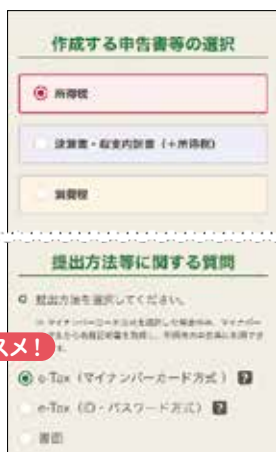 作成する申告書等の選択
所得税
決算書・収支内訳書（+所得税）
消費税
提出方法等に関する質問
提出方法を選択してください。
スメ！
e-Tax（マイナンバーカード方式）?
e-Tax（ID・パスワード方式）?
書面